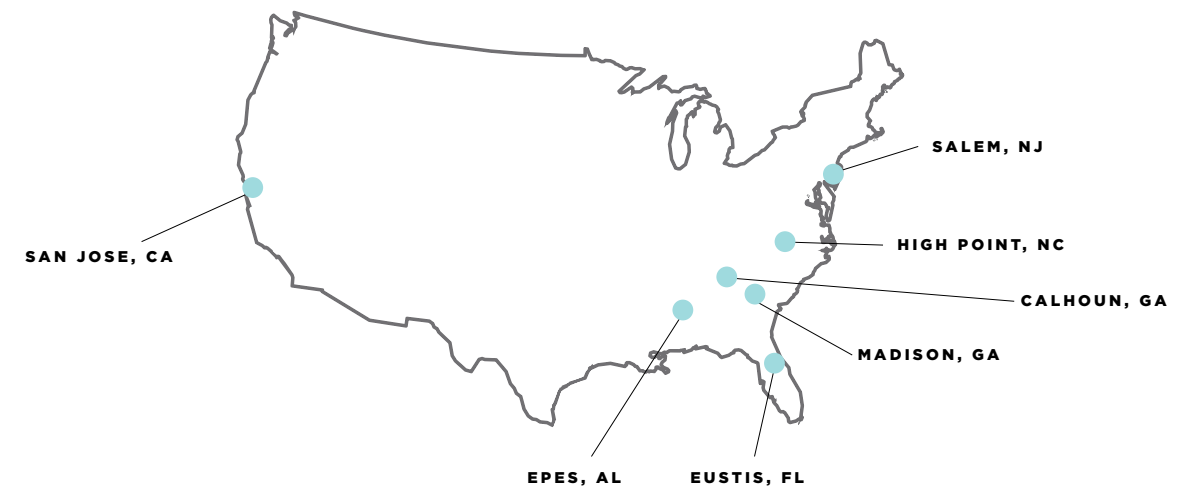 SALEM, NJ
HIGH POINT, NC
SAN JOSE, CA
CALHOUN, GA
MADISON, GA
EPES, AL
EUSTIS, FL